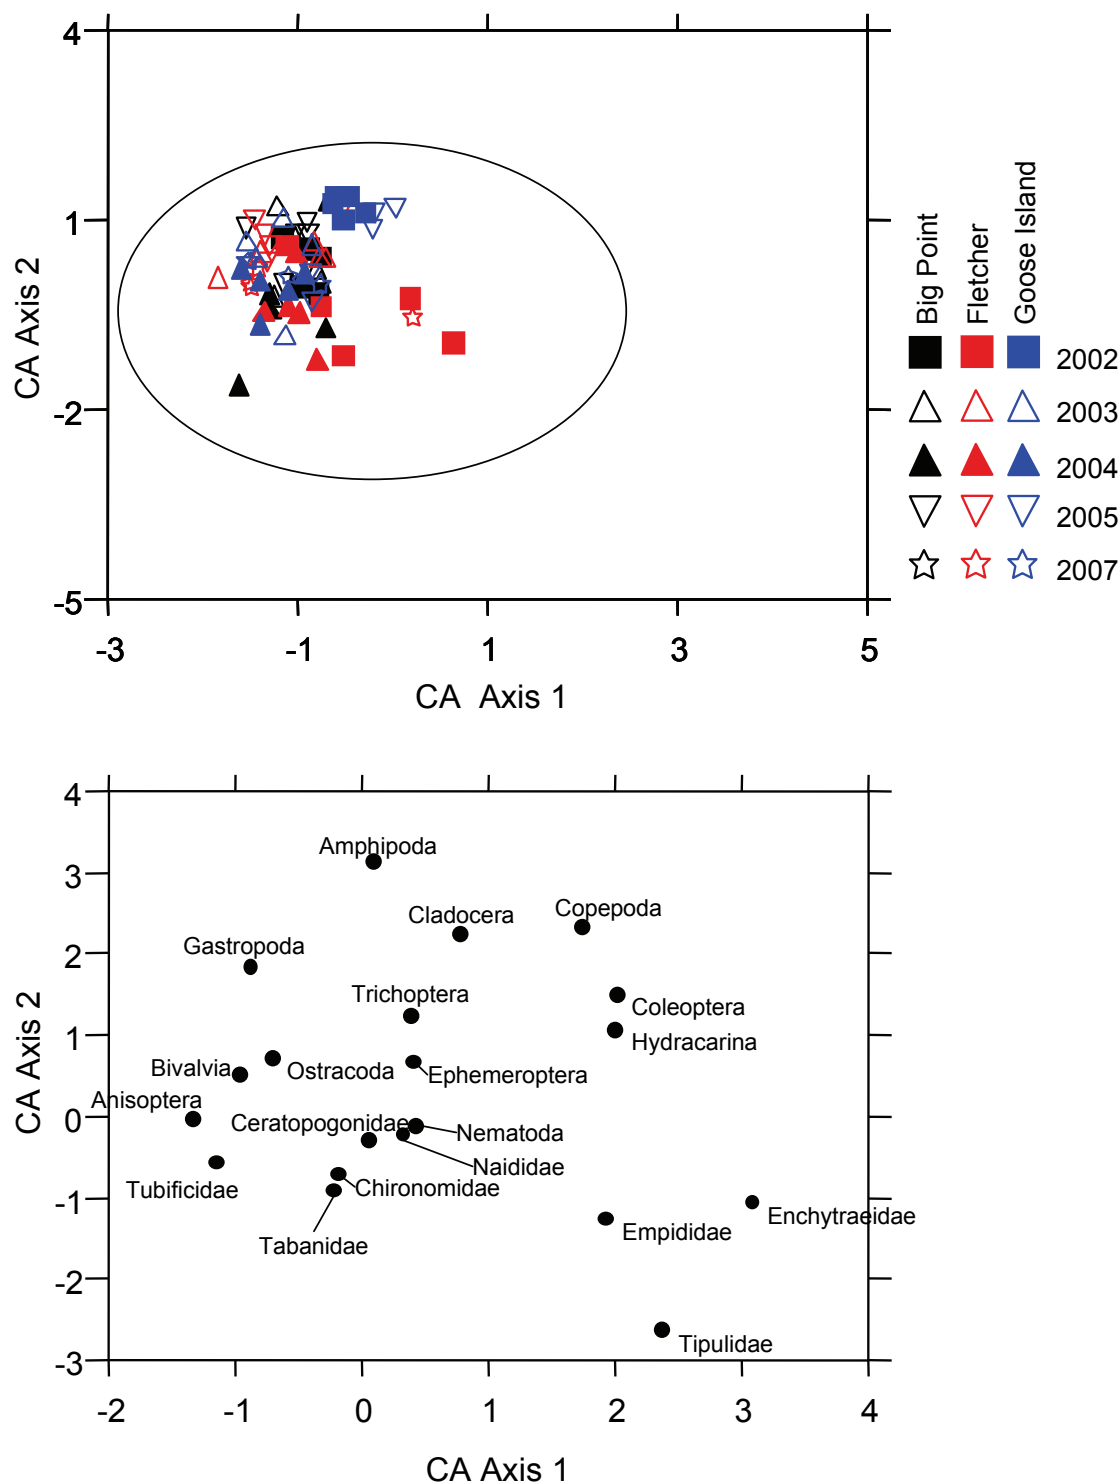 4
1
-2
-5
-3
-1
1
3
5
CA Axis 2
CA Axis 1
Big Point
Fletcher
Goose Island
2002
2003
2004
2005
2007
4
3
2
1
0
-1
-2
-3
-2
-1
0
1
2
3
4
CA Axis 2
CA Axis 1
Amphipoda
Cladocera
Copepoda
Gastropoda
Trichoptera
Coleoptera
Hydracarina
Bivalvia
Ostracoda
Ephemeroptera
Anisoptera
Ceratopogonidae
Nematoda
Naididae
Tubificidae
Chironomidae
Tabanidae
Empididae
Enchytraeidae
Tipulidae